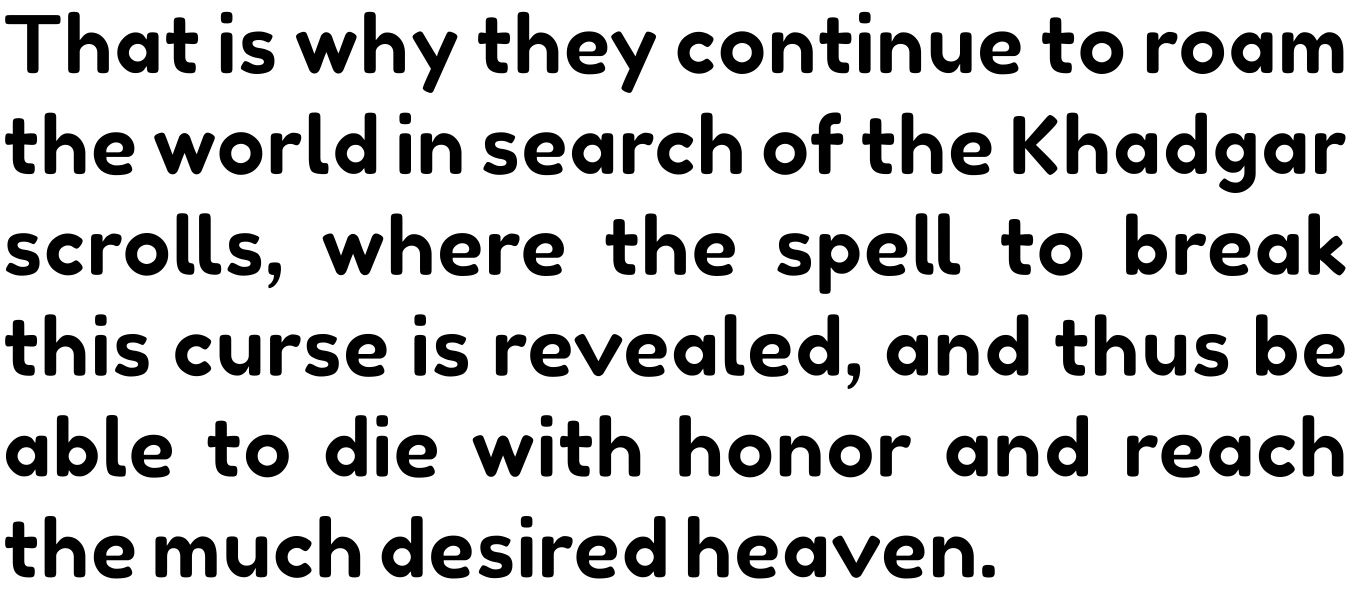 That is why they continue to roam
the world in search of the Khadgar
scrolls, where the spell to break
this curse is revealed, and thus be
able to die with honor and reach
the much desired heaven.